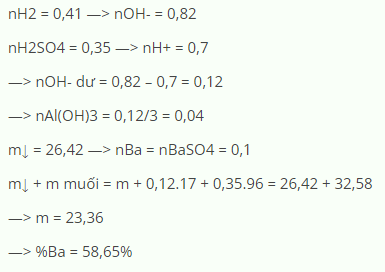 nH2 = 0,41 —> nOH- = 0,82
nH2SO4 = 0,35 —> nH+ = 0,7
—> nOH- dư = 0,82 – 0,7 = 0,12
—> nAl(OH)3 = 0,12/3 = 0,04
m↓ = 26,42 —> nBa = nBaSO4 = 0,1
m↓ + m muối = m + 0,12.17 + 0,35.96 = 26,42 + 32,58
—> m = 23,36
—> %Ba = 58,65%